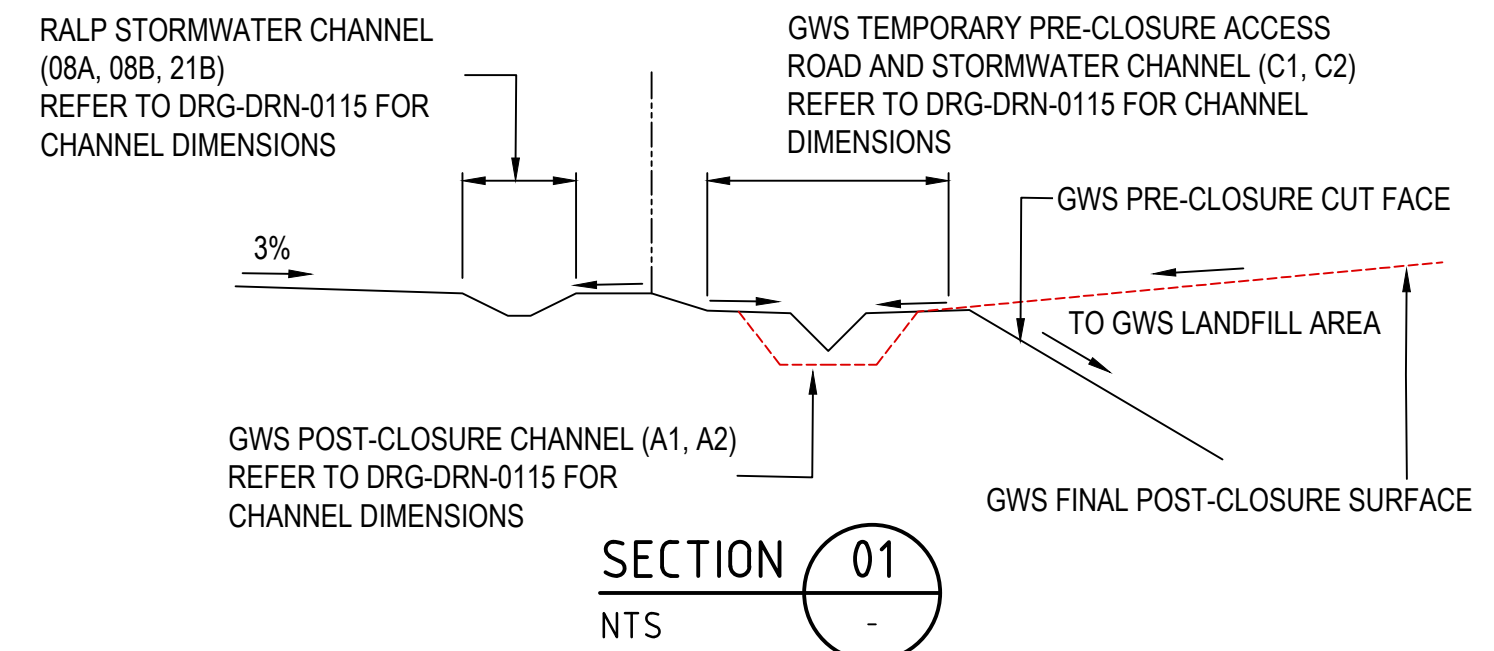 RALP STORMWATER CHANNEL
(08A, 08B, 21B)
REFER TO DRG-DRN-0115 FOR
CHANNEL DIMENSIONS
GWS TEMPORARY PRE-CLOSURE ACCESS
ROAD AND STORMWATER CHANNEL (C1, C2)
REFER TO DRG-DRN-0115 FOR CHANNEL
DIMENSIONS
GWS PRE-CLOSURE CUT FACE
3%
TO GWS LANDFILL AREA
GWS POST-CLOSURE CHANNEL (A1, A2)
REFER TO DRG-DRN-0115 FOR
CHANNEL DIMENSIONS
GWS FINAL POST-CLOSURE SURFACE
SECTION 01
NTS -